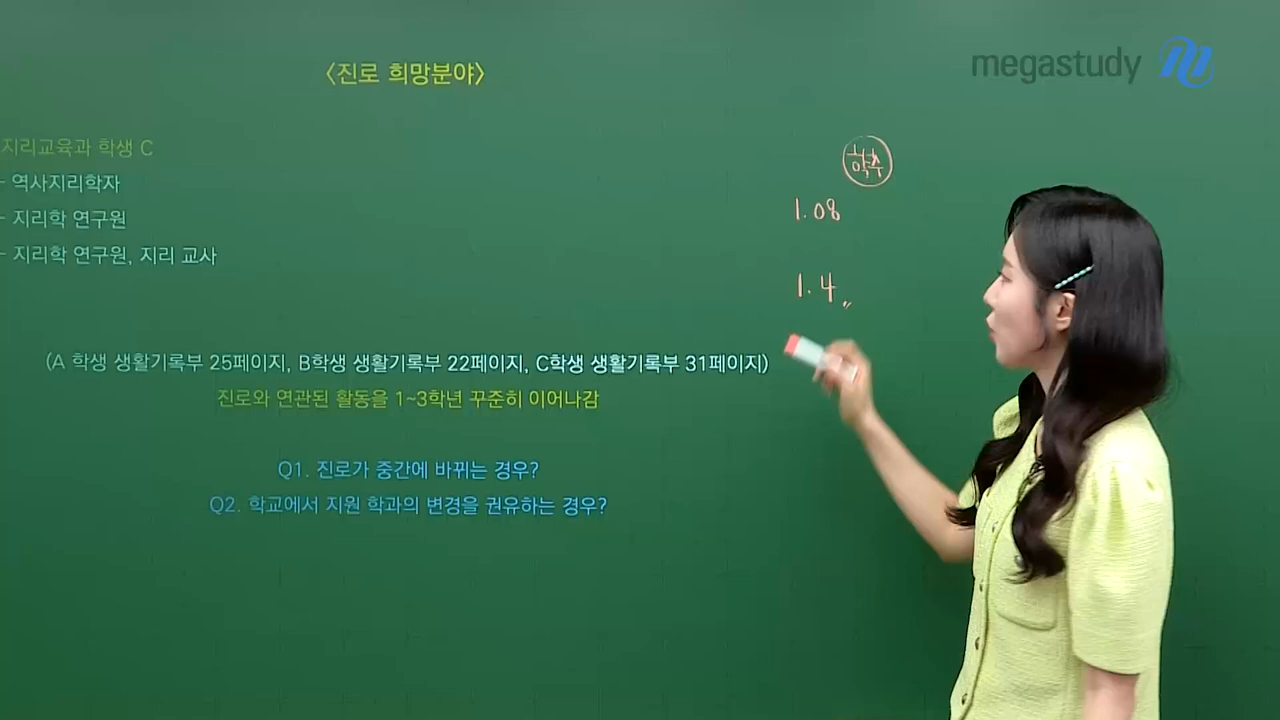 megastudy
〈진로 희망분야〉
지리교육과 학생 C
- 역사지리학자
- 지리학 연구원
- 지리학 연구원, 지리 교사
(A 학생 생활기록부 25페이지, B학생 생활기록부 22페이지, C학생 생활기록부 31페이지)
진로와 연관된 활동을 1~3학년 꾸준히 이어나감
Q1. 진로가 중간에 바뀌는 경우?
Q2. 학교에서 지원 학과의 변경을 권유하는 경우?
학추
1.08
1.4